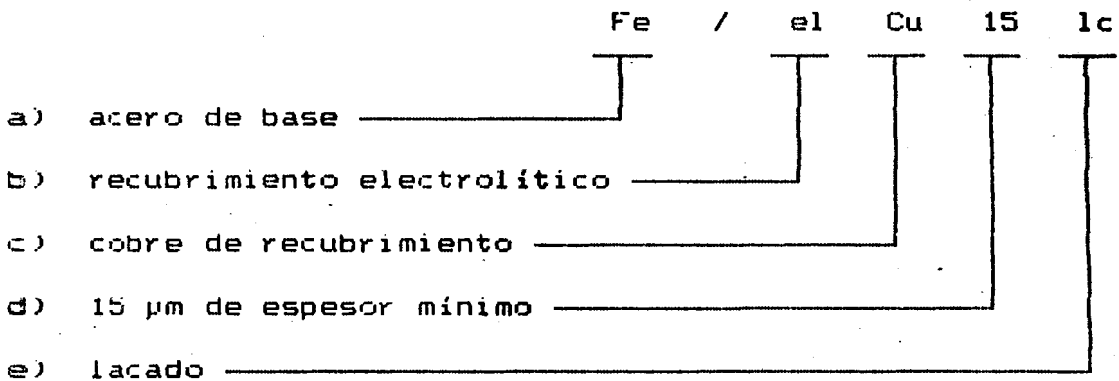 Fe / el Cu 15 lc
a) acero de base
b) recubrimiento electrolítico
c) cobre de recubrimiento
d) 15 µm de espesor mínimo
e) lacado